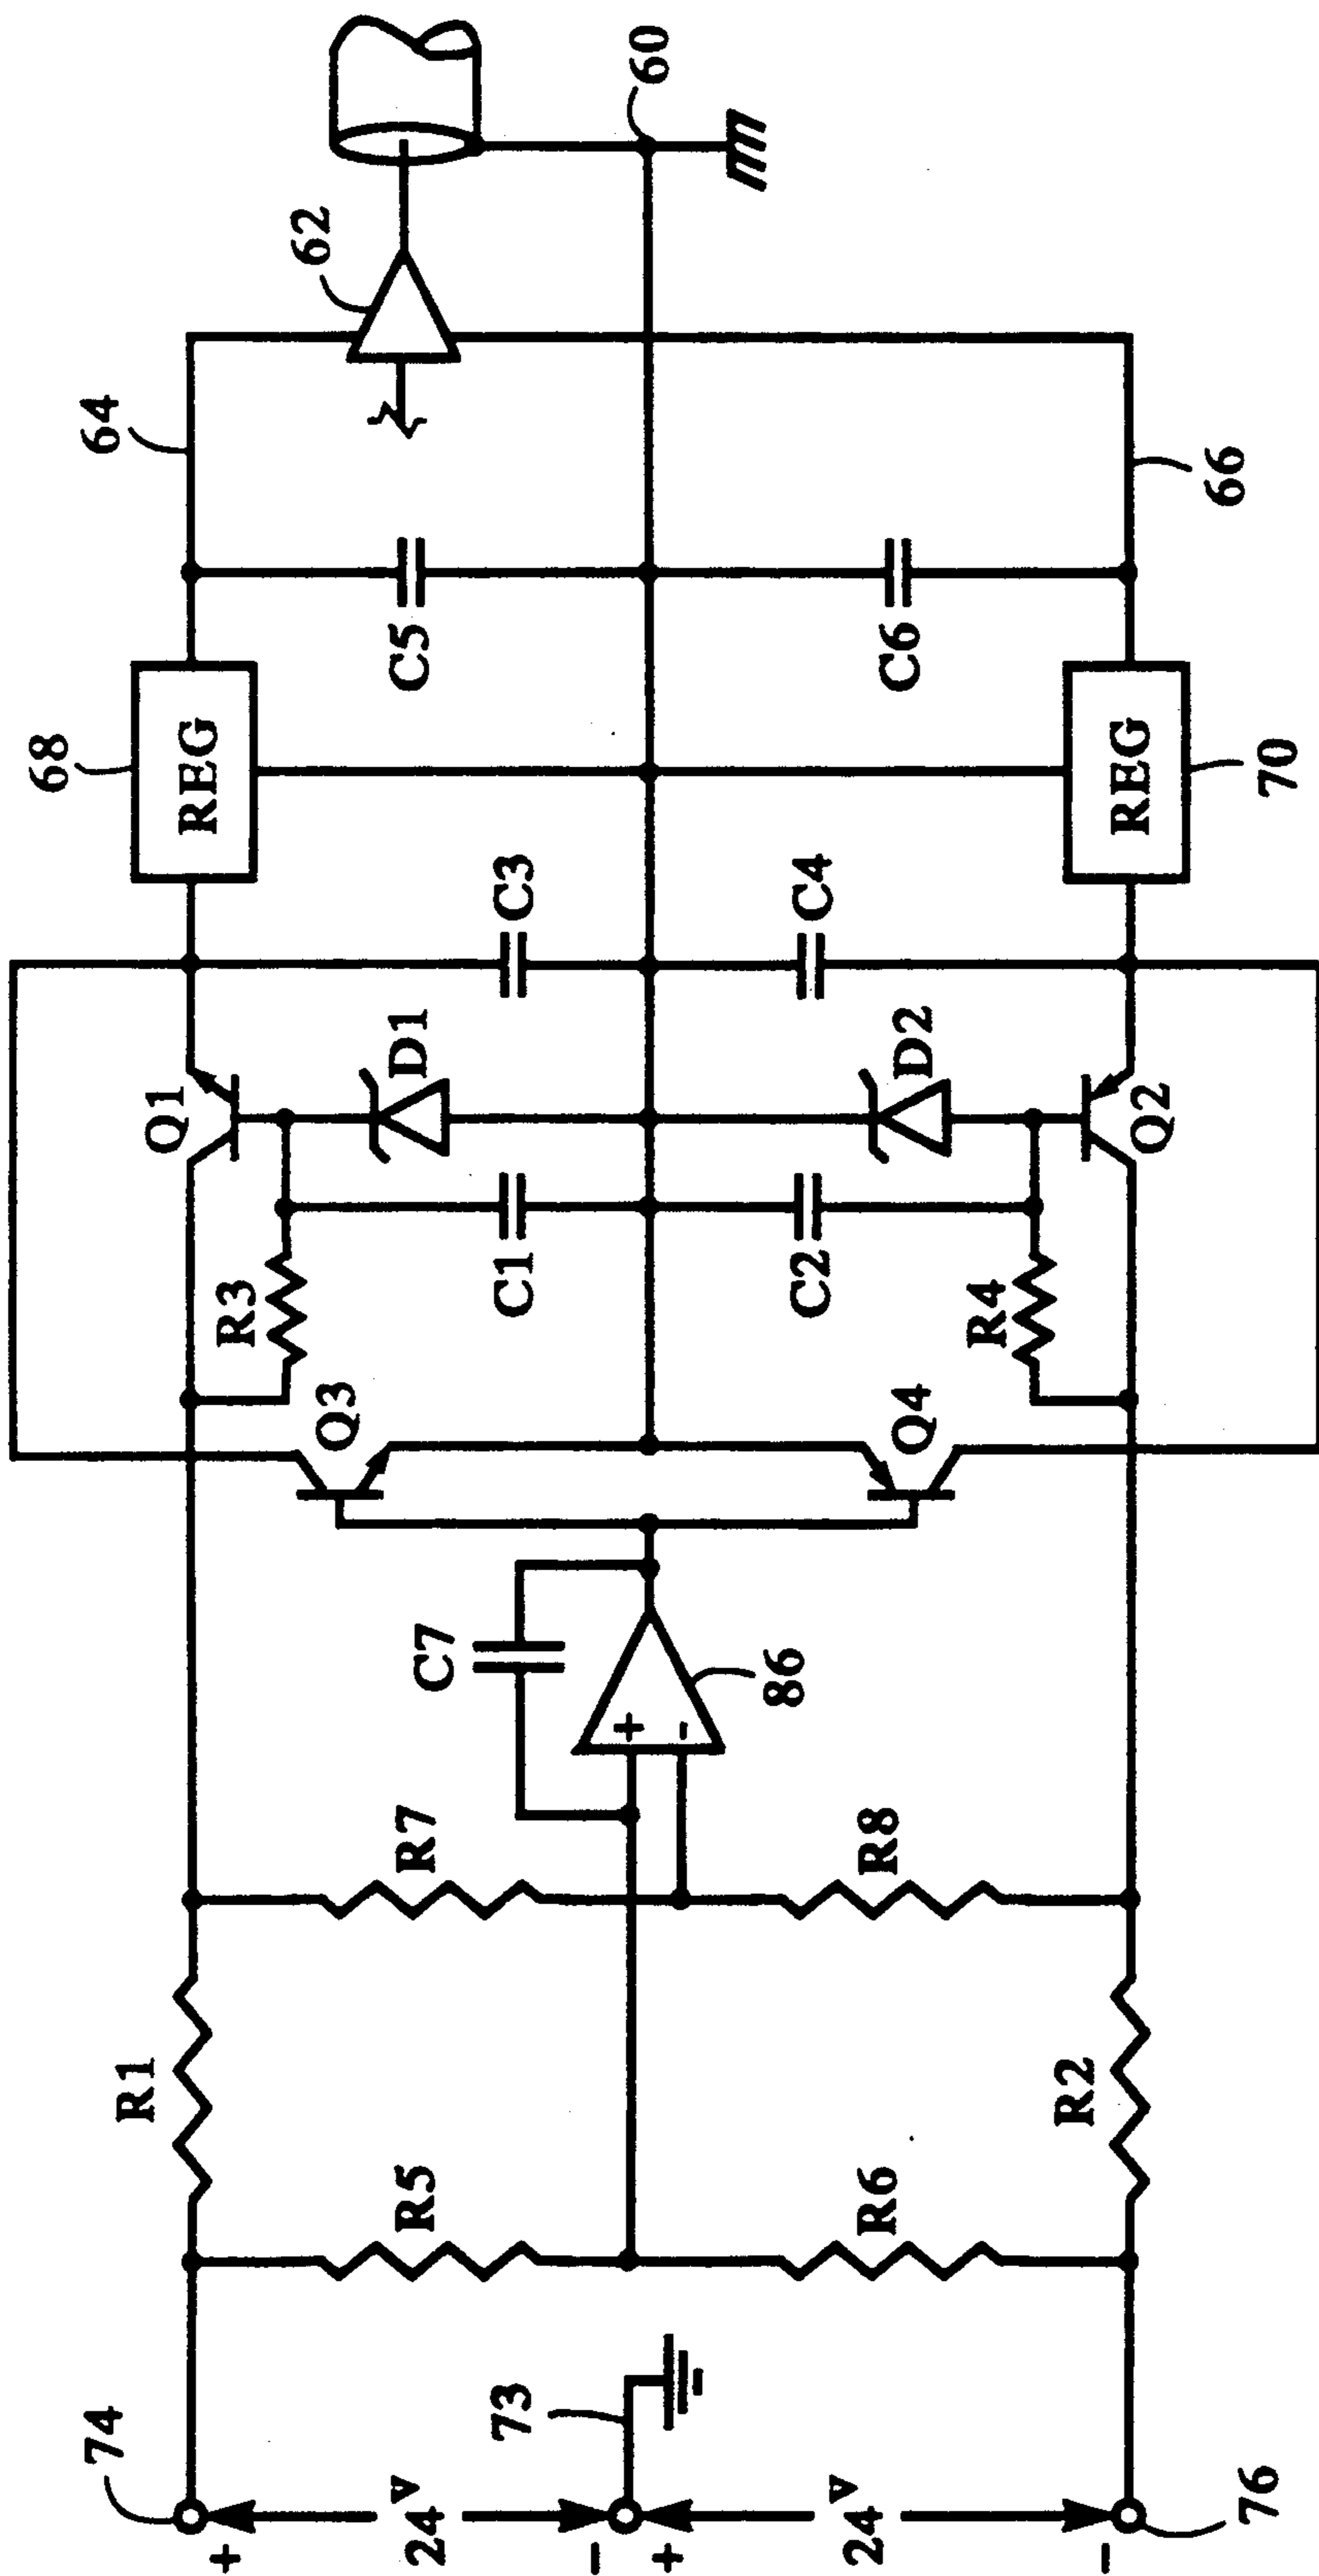 74
+
24V
-
73
+
24V
-
76
R1
R5
R6
R2
R7
R8
C7
+
-
86
Q3
Q4
R3
R4
C1
C2
Q1
D1
D2
Q2
C3
C4
68
REG
REG
70
C5
C6
64
66
62
60